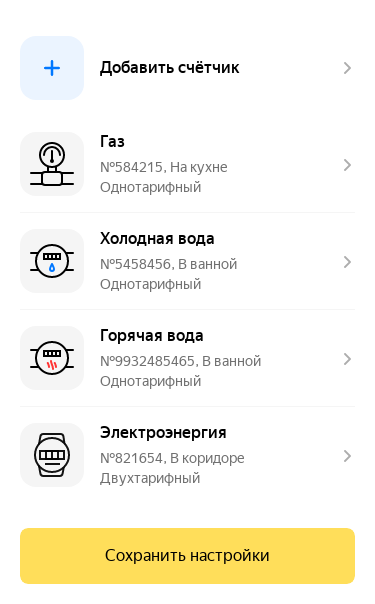 Добавить счётчик
Газ
№584215, На кухне
Однотарифный
Холодная вода
№5458456, В ванной
Однотарифный
Горячая вода
№9932485465, В ванной
Однотарифный
Электроэнергия
№821654, В коридоре
Двухтарифный
Сохранить настройки